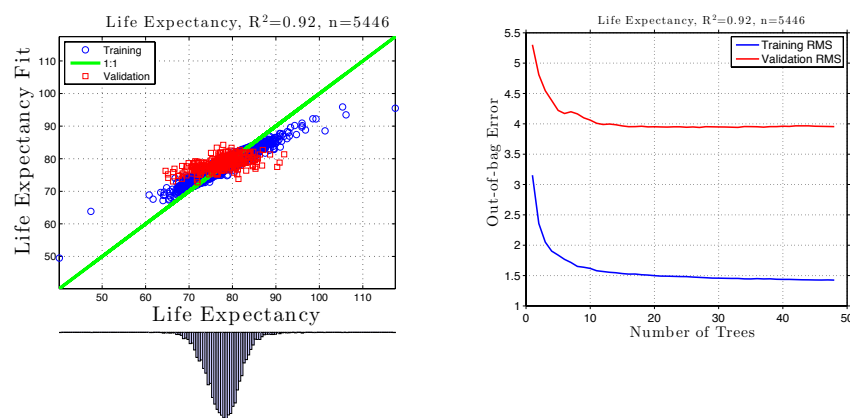 Life Expectancy, R²=0.92, n=5446
Life Expectancy Fit
120
110
100
90
80
70
60
50
40
Training
1:1
Validation
50 60 70 80 90 100 110
Life Expectancy
Life Expectancy, R²=0.92, n=5446
Out-of-bag Error
5.5
5
4.5
4
3.5
3
2.5
2
1.5
1
Training RMS
Validation RMS
0 10 20 30 40 50
Number of Trees